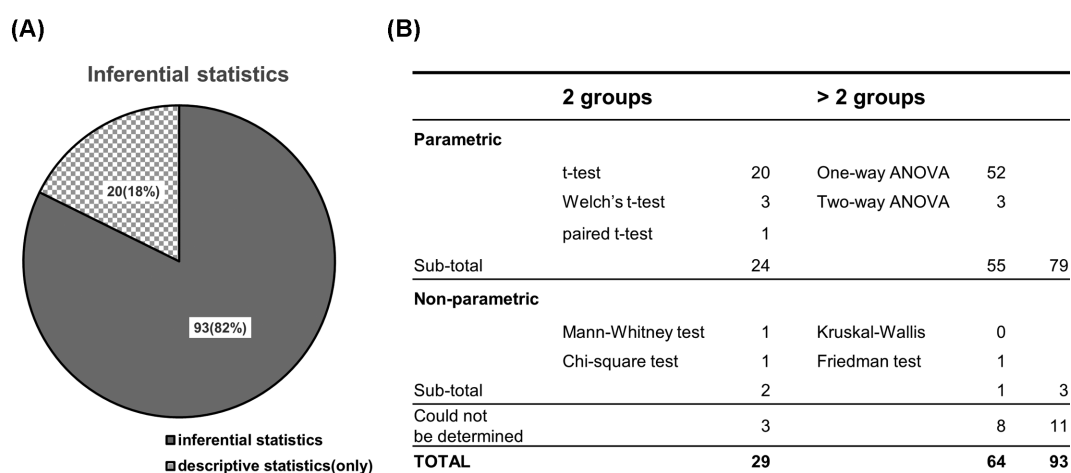 (A)
Inferential statistics
20(18%)
93(82%)
inferential statistics
descriptive statistics(only)
(B)
2 groups > 2 groups
Parametric
t-test 20 One-way ANOVA 52
Welch's t-test 3 Two-way ANOVA 3
paired t-test 1
Sub-total 24 55 79
Non-parametric
Mann-Whitney test 1 Kruskal-Wallis 0
Chi-square test 1 Friedman test 1
Sub-total 2 1 3
Could not
be determined 3 8 11
TOTAL 29 64 93